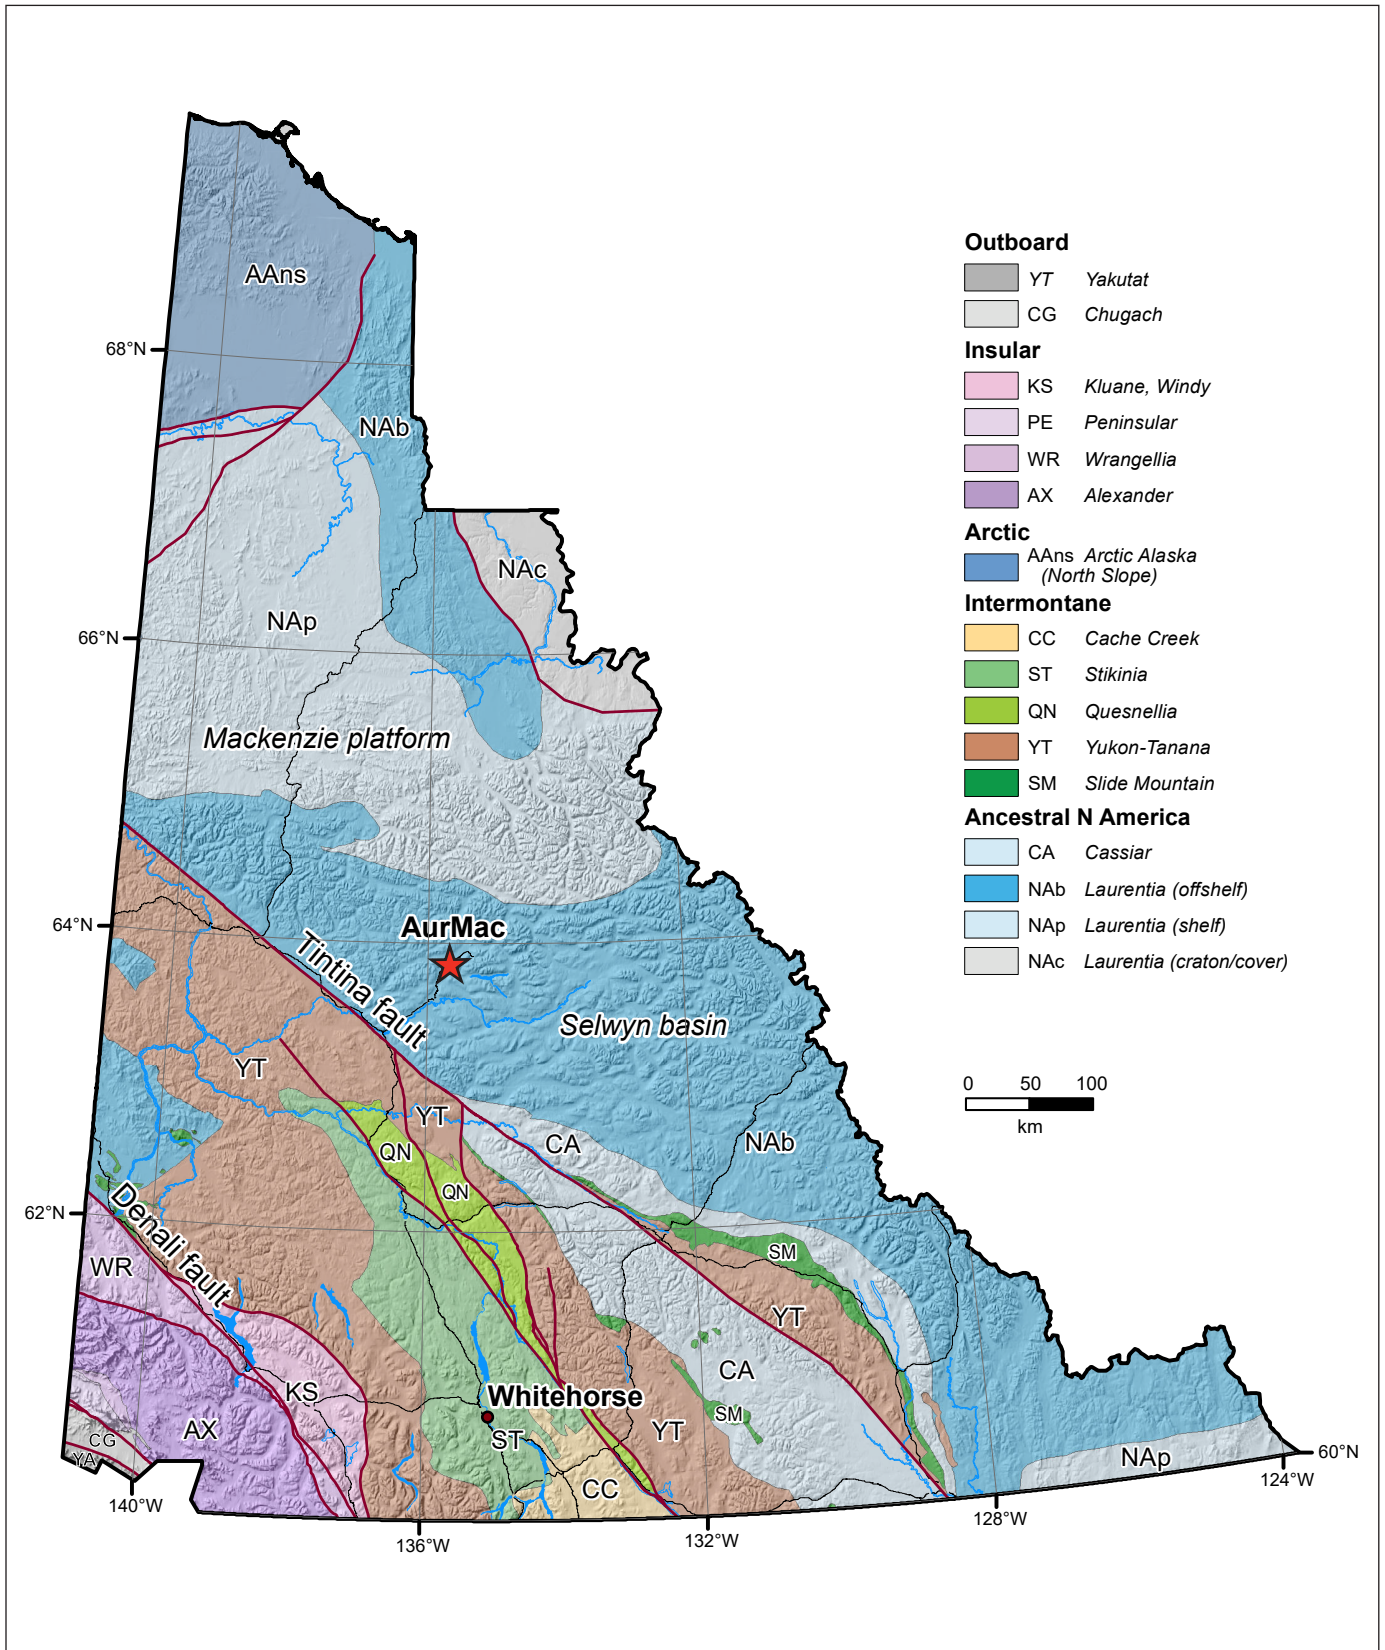 AAns
68°N
NAb
NAc
NAp
66°N
Mackenzie platform
64°N
AurMac
Tintina fault
Selwyn basin
YT
YT
CA
NAb
QN
QN
62°N
Denali fault
SM
WR
YT
CA
KS
Whitehorse
SM
AX
YT
ST
CG
YA
CC
NAp
60°N
140°W
136°W
132°W
128°W
124°W
Outboard
YT Yakutat
CG Chugach
Insular
KS Kluane, Windy
PE Peninsular
WR Wrangellia
AX Alexander
Arctic
AAns Arctic Alaska
(North Slope)
Intermontane
CC Cache Creek
ST Stikinia
QN Quesnellia
YT Yukon-Tanana
SM Slide Mountain
Ancestral N America
CA Cassiar
NAb Laurentia (offshelf)
NAp Laurentia (shelf)
NAc Laurentia (craton/cover)
0 50 100
km